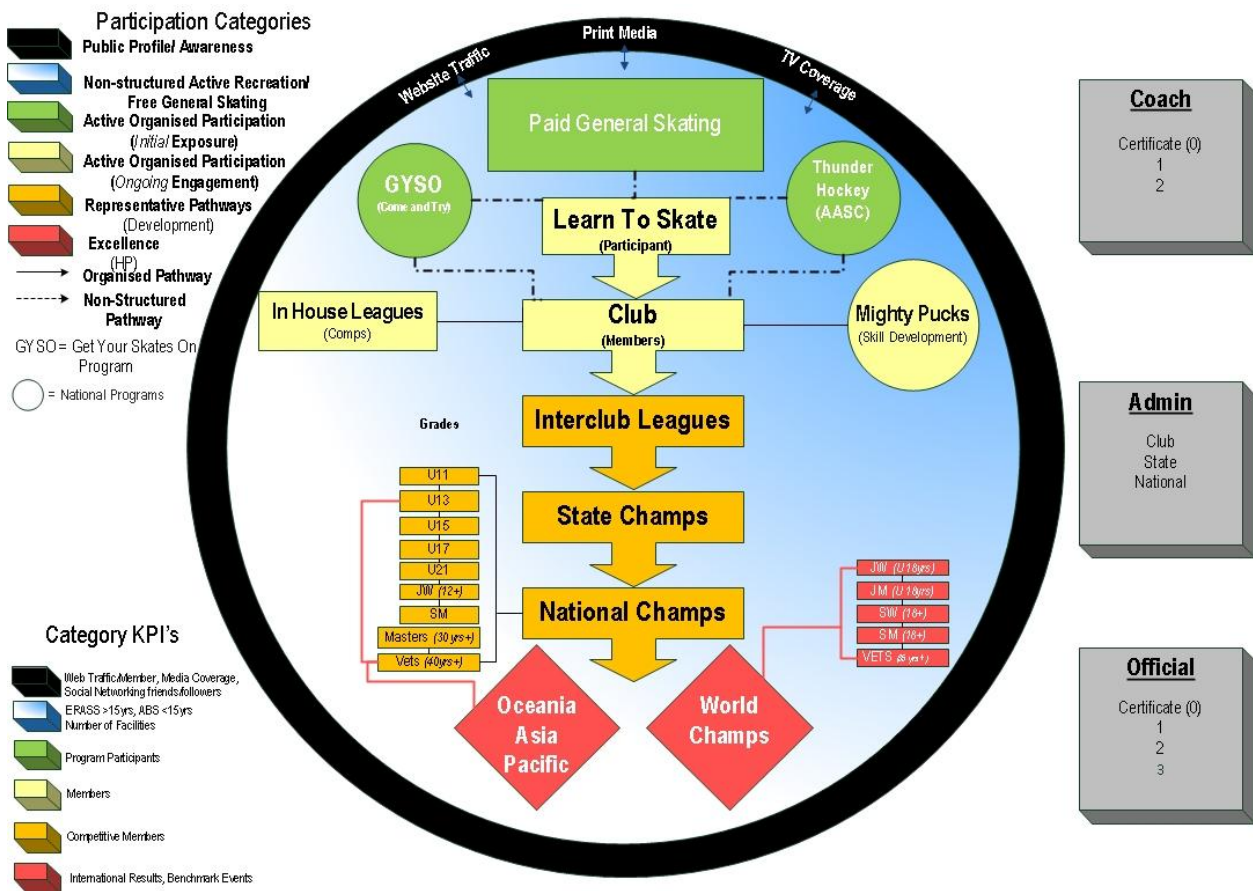 Participation Categories
Public Profile/ Awareness
Non-structured Active Recreation/
Free General Skating
Active Organised Participation
(Initial Exposure)
Active Organised Participation
(Ongoing Engagement)
Representative Pathways
(Development)
Excellence
(HP)
Organised Pathway
Non-Structured
Pathway
GYSO = Get Your Skates On
Program
= National Programs
Category KPI's
Web Traffic/Member, Media Coverage,
Social Networking friends/followers
ERASS >15yrs, ABS <15yrs
Number of Facilities
Program Participants
Members
Competitive Members
International Results, Benchmark Events
Website Traffic
Print Media
TV Coverage
Paid General Skating
GYSO
(Come and Try)
Thunder
Hockey
(AASC)
Learn To Skate
(Participant)
In House Leagues
(Comps)
Club
(Members)
Mighty Pucks
(Skill Development)
Interclub Leagues
Grades
U11
U13
U15
U17
U21
JW (12+)
SM
Masters (30yrs+)
Vets (40yrs+)
State Champs
National Champs
JW (U18yrs)
JM (U18yrs)
SW (16+)
SM (16+)
VETS
Oceania
Asia
Pacific
World
Champs
Coach
Certificate (0)
1
2
Admin
Club
State
National
Official
Certificate (0)
1
2
3